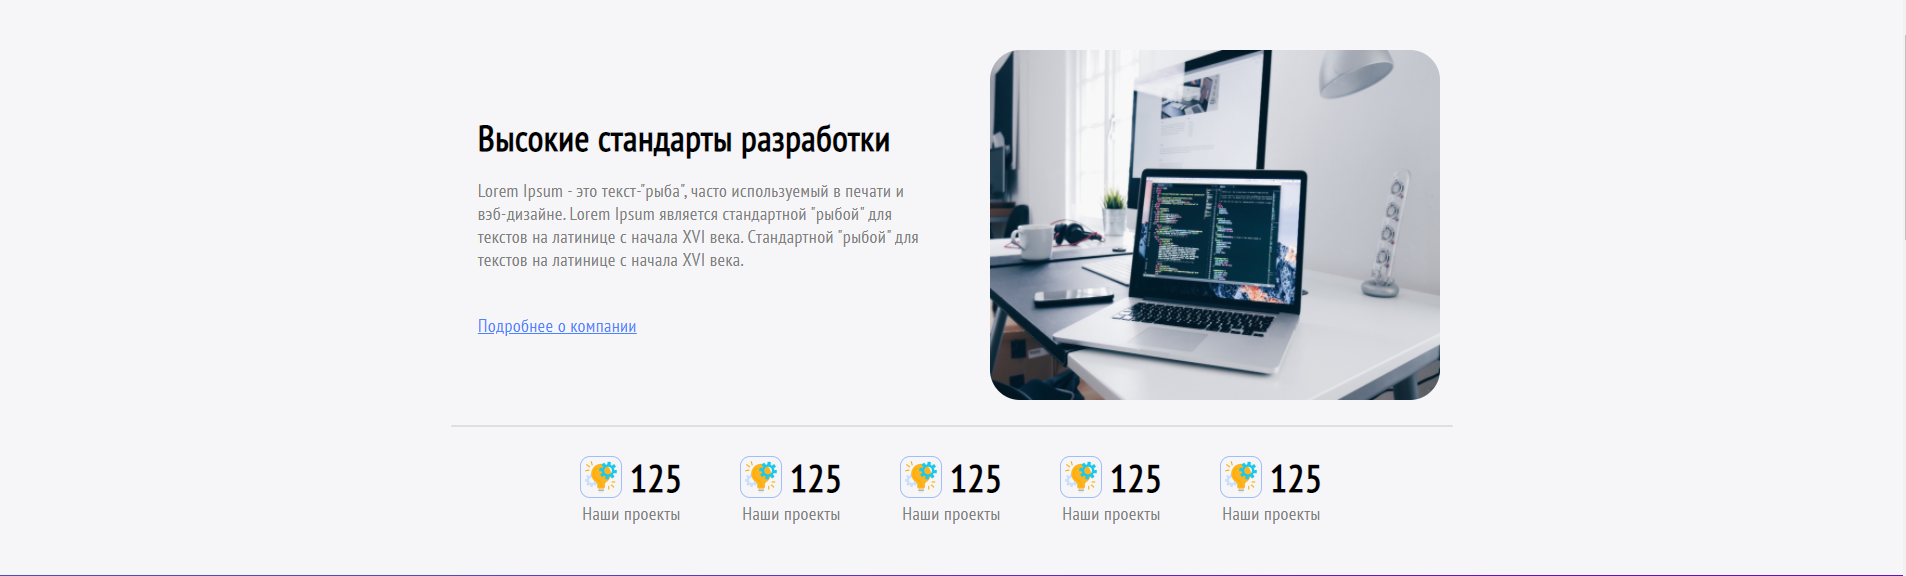 Высокие стандарты разработки
Lorem Ipsum - это текст-"рыба", часто используемый в печати и
вэб-дизайне. Lorem Ipsum является стандартной "рыбой" для
текстов на латинице с начала XVI века. Стандартной "рыбой" для
текстов на латинице с начала XVI века.
Подробнее о компании
125 125 125 125 125
Наши проекты Наши проекты Наши проекты Наши проекты Наши проекты